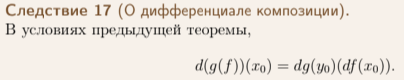 Следствие 17 (О дифференциале композиции).
В условиях предыдущей теоремы,
d(g(f))(x₀) = dg(y₀)(df(x₀)).